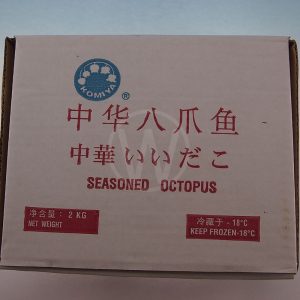 KOMIYA
®
中华八爪鱼
中華いいだこ
SEASONED OCTOPUS
净含量：2 KG
NET WEIGHT
冷藏于 -18°C
KEEP FROZEN-18°C